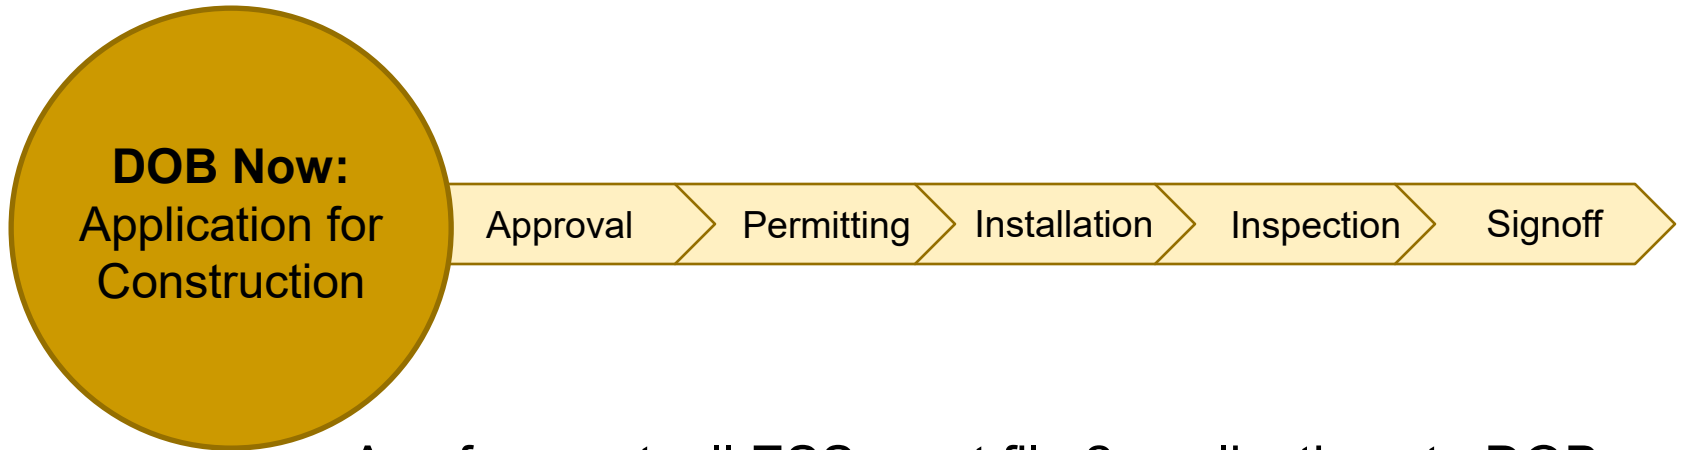 DOB Now:
Application for
Construction
Approval
Permitting
Installation
Inspection
Signoff